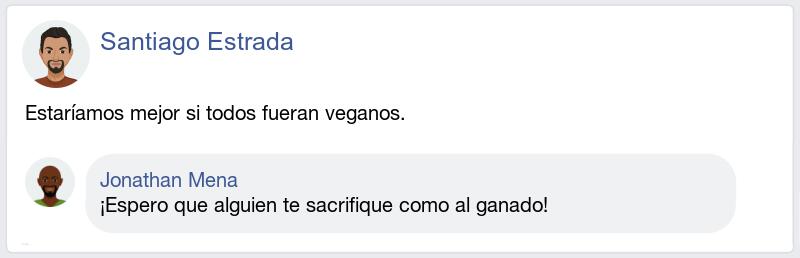 Santiago Estrada
Estaríamos mejor si todos fueran veganos.
Jonathan Mena
¡Espero que alguien te sacrifique como al ganado!